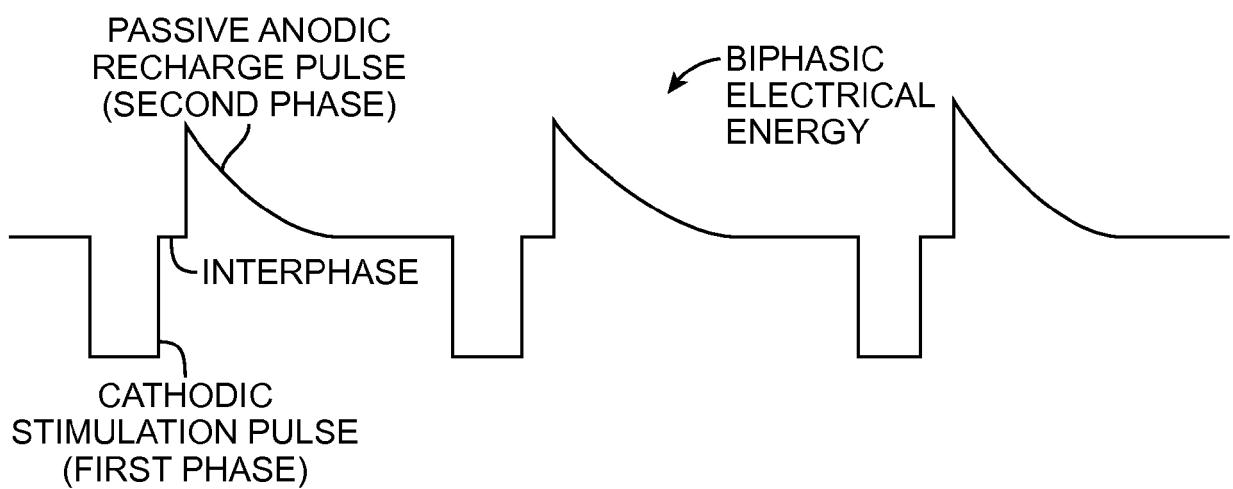 PASSIVE ANODIC
RECHARGE PULSE
(SECOND PHASE)
BIPHASIC
ELECTRICAL
ENERGY
INTERPHASE
CATHODIC
STIMULATION PULSE
(FIRST PHASE)